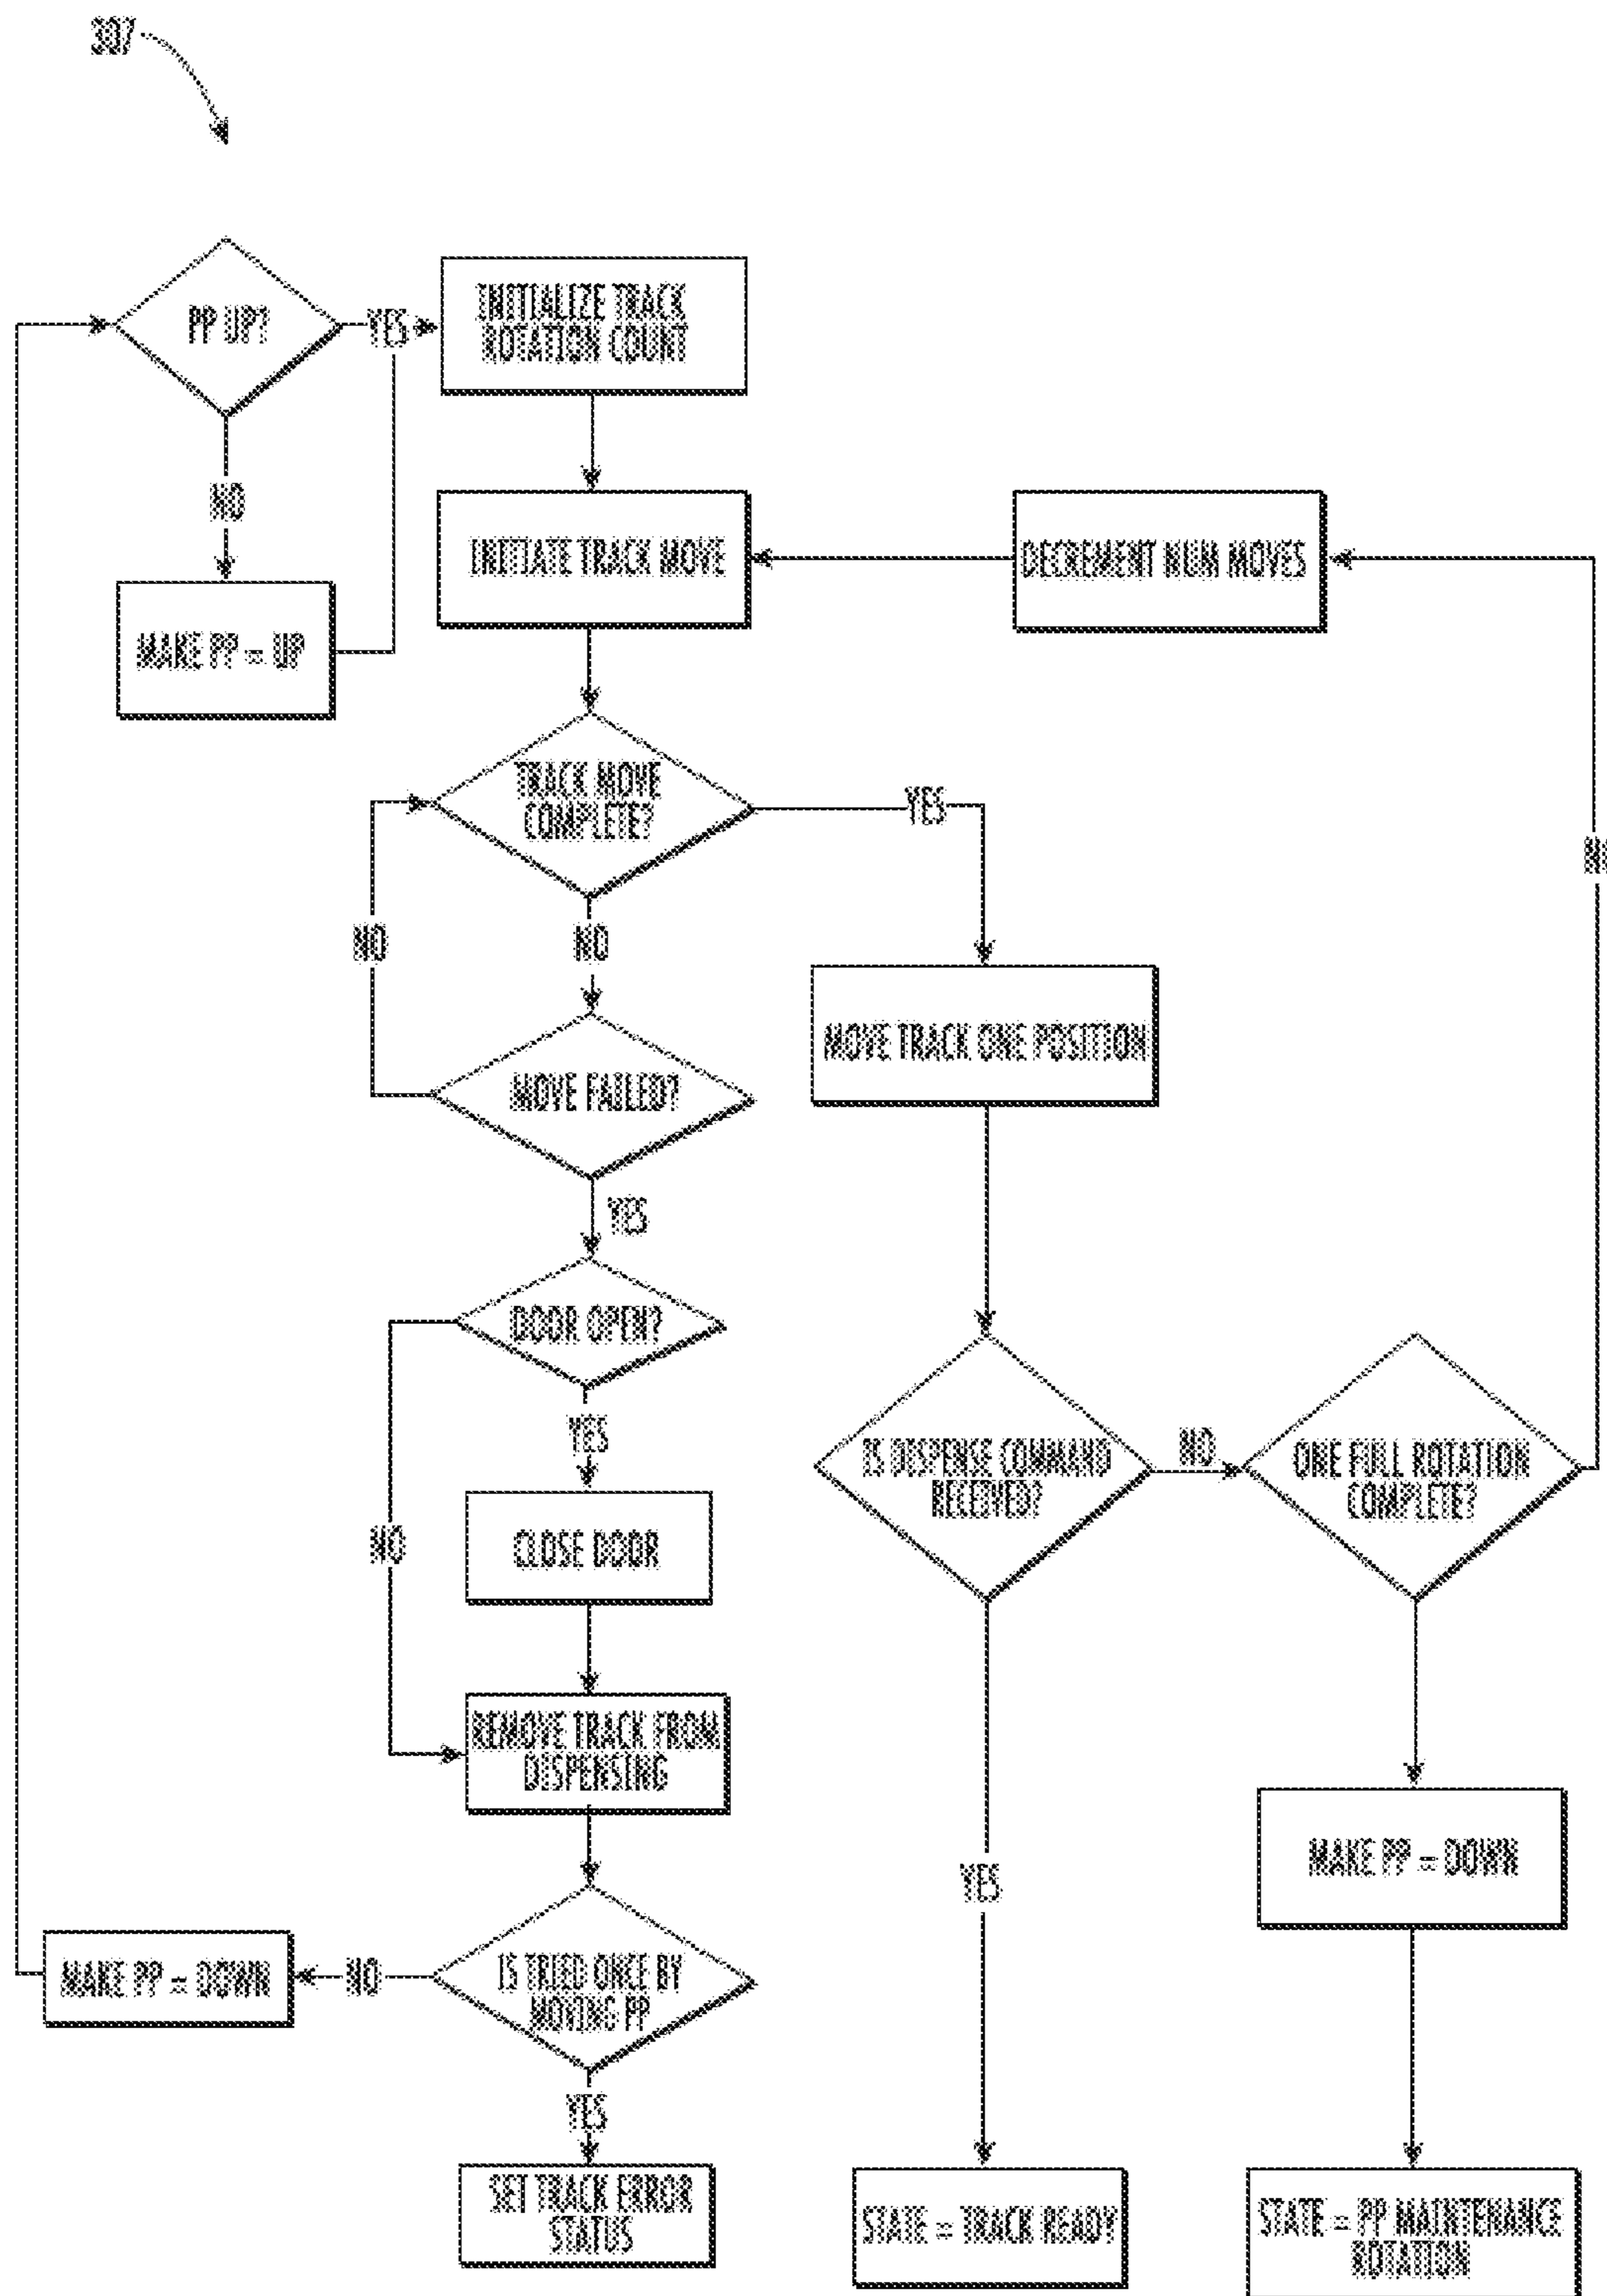 307
PP UP?
YES
INITIALIZE TRACK
ROTATION COUNT
NO
INITIATE TRACK MOVE
DECREMENT NUM MOVES
MAKE PP = UP
TRACK MOVE
COMPLETE?
YES
NO
NO
MOVE TRACK ONE POSITION
MOVE FAILED?
YES
DOOR OPEN?
YES
IS DISPENSE COMMAND
RECEIVED?
NO
ONE FULL ROTATION
COMPLETE?
NO
CLOSE DOOR
REMOVE TRACK FROM
DISPENSING
MAKE PP = DOWN
YES
MAKE PP = DOWN
NO
IS TRIED ONCE BY
MOVING PP
YES
SET TRACK ERROR
STATUS
STATE = TRACK READY
STATE = PP MAINTENANCE
ROTATION